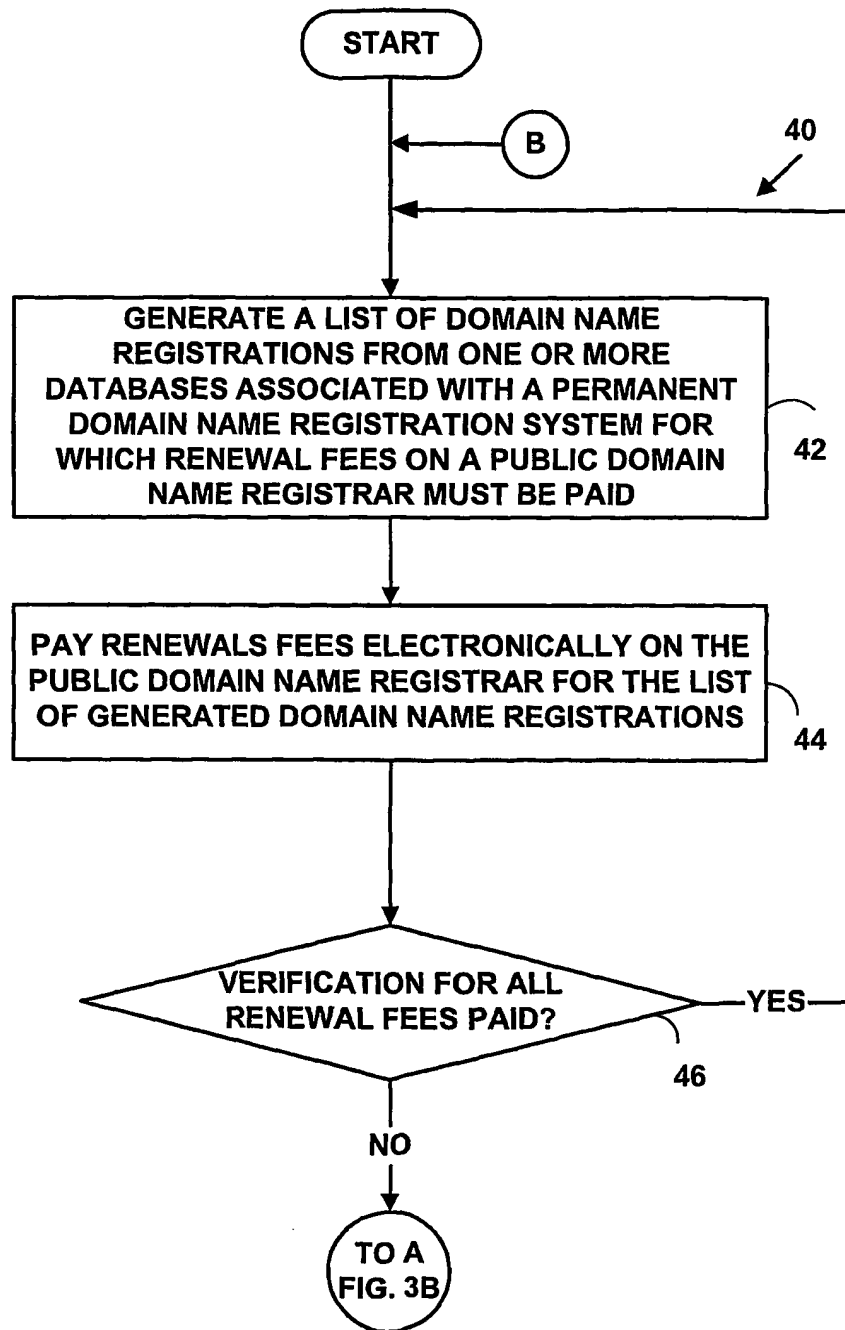 START
B
40
GENERATE A LIST OF DOMAIN NAME
REGISTRATIONS FROM ONE OR MORE
DATABASES ASSOCIATED WITH A PERMANENT
DOMAIN NAME REGISTRATION SYSTEM FOR
WHICH RENEWAL FEES ON A PUBLIC DOMAIN
NAME REGISTRAR MUST BE PAID
42
PAY RENEWALS FEES ELECTRONICALLY ON THE
PUBLIC DOMAIN NAME REGISTRAR FOR THE LIST
OF GENERATED DOMAIN NAME REGISTRATIONS
44
VERIFICATION FOR ALL
RENEWAL FEES PAID?
YES
46
NO
TO A
FIG. 3B